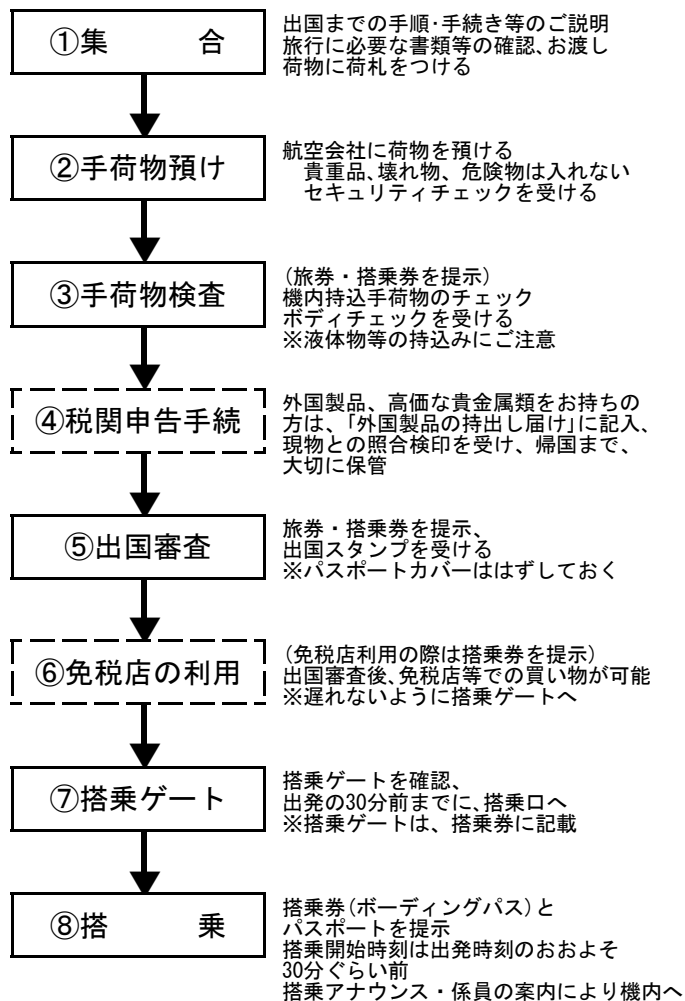 ①集　　　合
出国までの手順･手続き等のご説明
旅行に必要な書類等の確認､お渡し
荷物に荷札をつける
②手荷物預け
航空会社に荷物を預ける
貴重品､壊れ物、危険物は入れない
セキュリティチェックを受ける
③手荷物検査
(旅券・搭乗券を提示)
機内持込手荷物のチェック
ボディチェックを受ける
※液体物等の持込みにご注意
④税関申告手続
外国製品、高価な貴金属類をお持ちの
方は、｢外国製品の持出し届け｣に記入、
現物との照合検印を受け、帰国まで、
大切に保管
⑤出国審査
旅券・搭乗券を提示、
出国スタンプを受ける
※パスポートカバーははずしておく
⑥免税店の利用
(免税店利用の際は搭乗券を提示)
出国審査後､免税店等での買い物が可能
※遅れないように搭乗ゲートへ
⑦搭乗ゲート
搭乗ゲートを確認、
出発の30分前までに､搭乗口へ
※搭乗ゲートは、搭乗券に記載
⑧搭　　　乗
搭乗券(ボーディングパス)と
パスポートを提示
搭乗開始時刻は出発時刻のおおよそ
30分ぐらい前
搭乗アナウンス・係員の案内により機内へ